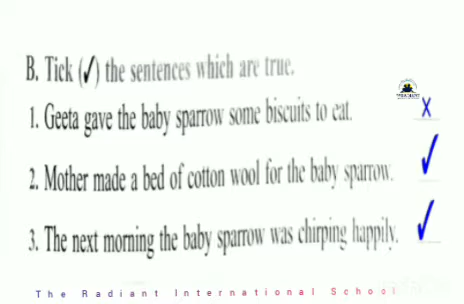 B. Tick (✓) the sentences which are true.
1. Geeta gave the baby sparrow some biscuits to eat. x
2. Mother made a bed of cotton wool for the baby sparrow. ✓
3. The next morning the baby sparrow was chirping happily. ✓
The Radiant International School